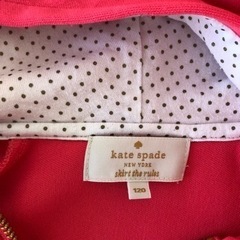 kate spade
NEW YORK
skirt the rules
120